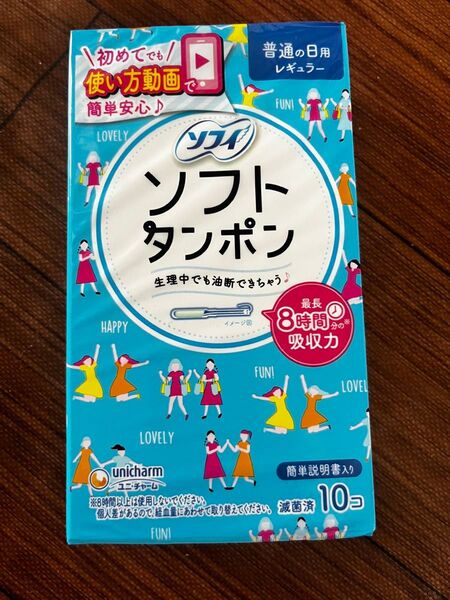 初めてでも
使い方動画で
簡単安心♪
普通の日用
レギュラー
FUN!
LOVELY
ソフィ
ソフト
タンポン
生理中でも油断できちゃう♪
イメージ図
最長
8時間分の※
吸収力
HAPPY
HAPPY
FUN!
LOVELY
LOVELY
unicharm
ユニ・チャーム
簡単説明書入り
※8時間以上は使用しないでください。
個人差があるので、経血量にあわせて取り替えてください。
滅菌済 10コ
FUN!